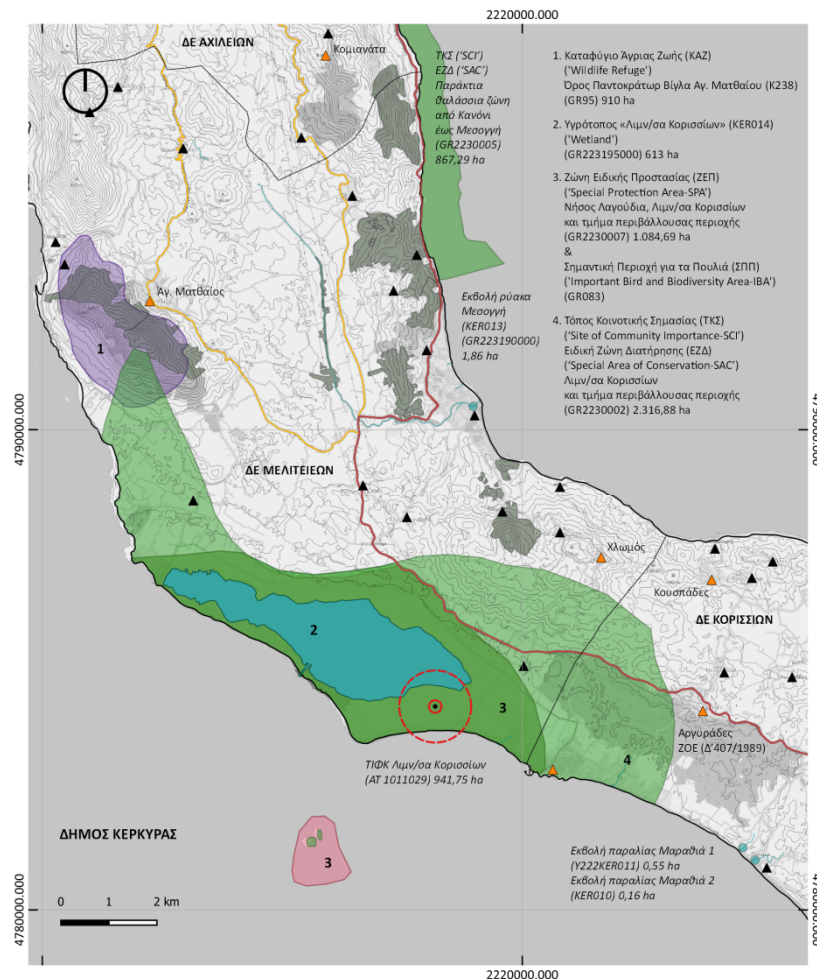 2220000.000
ΔΕ ΑΧΙΛΕΙΩΝ
Κομιανάτα
ΤΚΣ ('SCI')
ΕΖΔ ('SAC')
Παράκτια
θαλάσσια ζώνη
από Κανόνι
έως Μεσογγή
(GR2230005)
867,29 ha
1. Καταφύγιο Άγριας Ζωής (ΚΑΖ)
('Wildlife Refuge')
Όρος Παντοκράτωρ Βίγλα Αγ. Ματθαίου (Κ238)
(GR95) 910 ha
2. Υγρότοπος «Λιμν/σα Κορισσίων» (KER014)
('Wetland')
(GR223195000) 613 ha
3. Ζώνη Ειδικής Προστασίας (ΖΕΠ)
('Special Protection Area-SPA')
Νήσος Λαγούδια, Λιμν/σα Κορισσίων
και τμήμα περιβάλλουσας περιοχής
(GR2230007) 1.084,69 ha
&
Σημαντική Περιοχή για τα Πουλιά (ΣΠΠ)
('Important Bird and Biodiversity Area-IBA')
GR083
4. Τόπος Κοινοτικής Σημασίας (ΤΚΣ)
('Site of Community Importance-SCI')
Ειδική Ζώνη Διατήρησης (ΕΖΔ)
('Special Area of Conservation-SAC')
Λιμν/σα Κορισσίων
και τμήμα περιβάλλουσας περιοχής
(GR2230002) 2.316,88 ha
Άγ. Ματθαίος
1
Εκβολή ρύακα
Μεσογγή
(KER013)
(GR223190000)
1,86 ha
4790000.000
4790000.000
ΔΕ ΜΕΛΙΤΕΙΕΩΝ
Χλωμός
Κουσπάδες
ΔΕ ΚΟΡΙΣΣΙΩΝ
2
3
4
Αργυράδες
ΖΟΕ (Δ'407/1989)
ΤΙΦΚ Λιμν/σα Κορισσίων
(ΑΤ 1011029) 941,75 ha
ΔΗΜΟΣ ΚΕΡΚΥΡΑΣ
3
Εκβολή παραλίας Μαραθιά 1
(Y222KER011) 0,55 ha
Εκβολή παραλίας Μαραθιά 2
(KER010) 0,16 ha
0 1 2 km
4780000.000
4780000.000
2220000.000